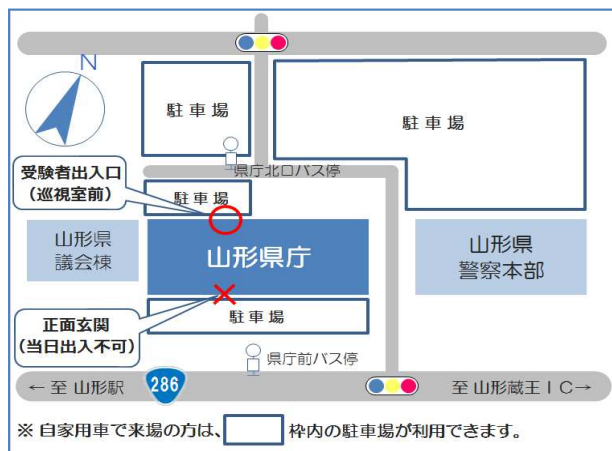 N
駐車場
駐車場
県庁北口バス停
受験者出入口
（巡視室前）
駐車場
山形県
議会棟
山形県庁
山形県
警察本部
駐車場
正面玄関
（当日出入不可）
県庁前バス停
← 至 山形駅
286
至 山形蔵王ＩＣ→
※ 自家用車で来場の方は、 枠内の駐車場が利用できます。